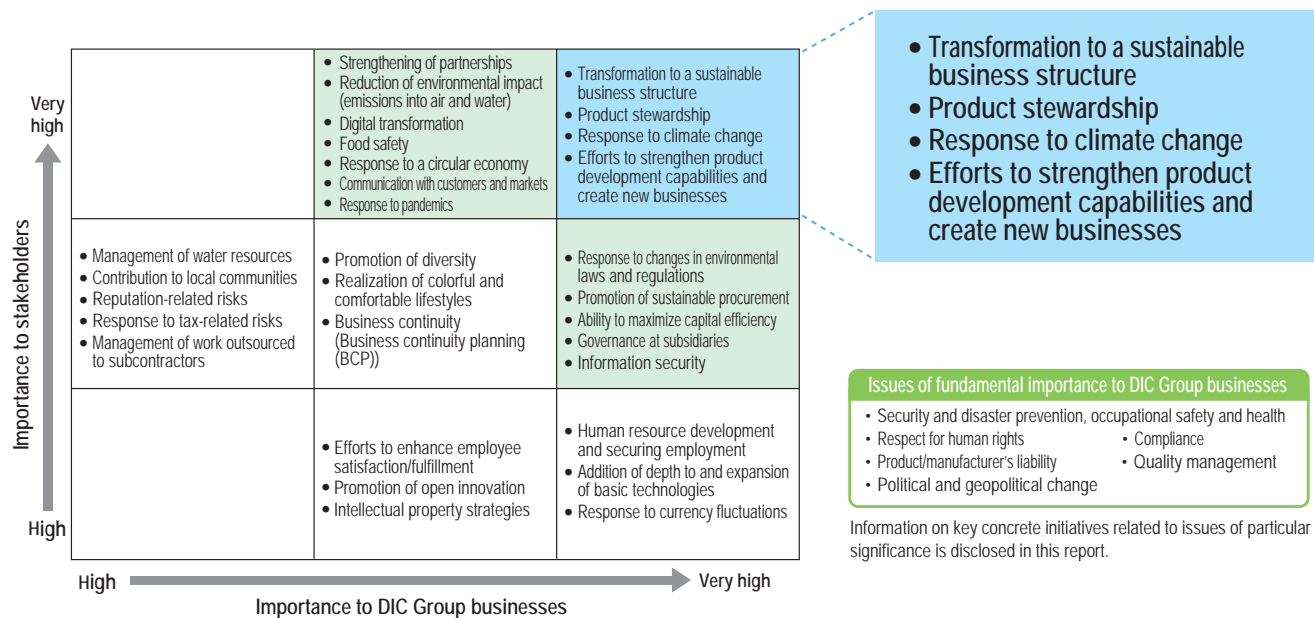 Very
high
Importance to stakeholders
High
• Strengthening of partnerships
• Reduction of environmental impact
(emissions into air and water)
• Digital transformation
• Food safety
• Response to a circular economy
• Communication with customers and markets
• Response to pandemics
• Transformation to a sustainable
business structure
• Product stewardship
• Response to climate change
• Efforts to strengthen product
development capabilities and
create new businesses
• Management of water resources
• Contribution to local communities
• Reputation-related risks
• Response to tax-related risks
• Management of work outsourced
to subcontractors
• Promotion of diversity
• Realization of colorful and
comfortable lifestyles
• Business continuity
(Business continuity planning
(BCP))
• Response to changes in environmental
laws and regulations
• Promotion of sustainable procurement
• Ability to maximize capital efficiency
• Governance at subsidiaries
• Information security
• Efforts to enhance employee
satisfaction/fulfillment
• Promotion of open innovation
• Intellectual property strategies
• Human resource development
and securing employment
• Addition of depth to and expansion
of basic technologies
• Response to currency fluctuations
High
Very high
Importance to DIC Group businesses
• Transformation to a sustainable
business structure
• Product stewardship
• Response to climate change
• Efforts to strengthen product
development capabilities and
create new businesses
Issues of fundamental importance to DIC Group businesses
• Security and disaster prevention, occupational safety and health
• Respect for human rights • Compliance
• Product/manufacturer's liability • Quality management
• Political and geopolitical change
Information on key concrete initiatives related to issues of particular
significance is disclosed in this report.